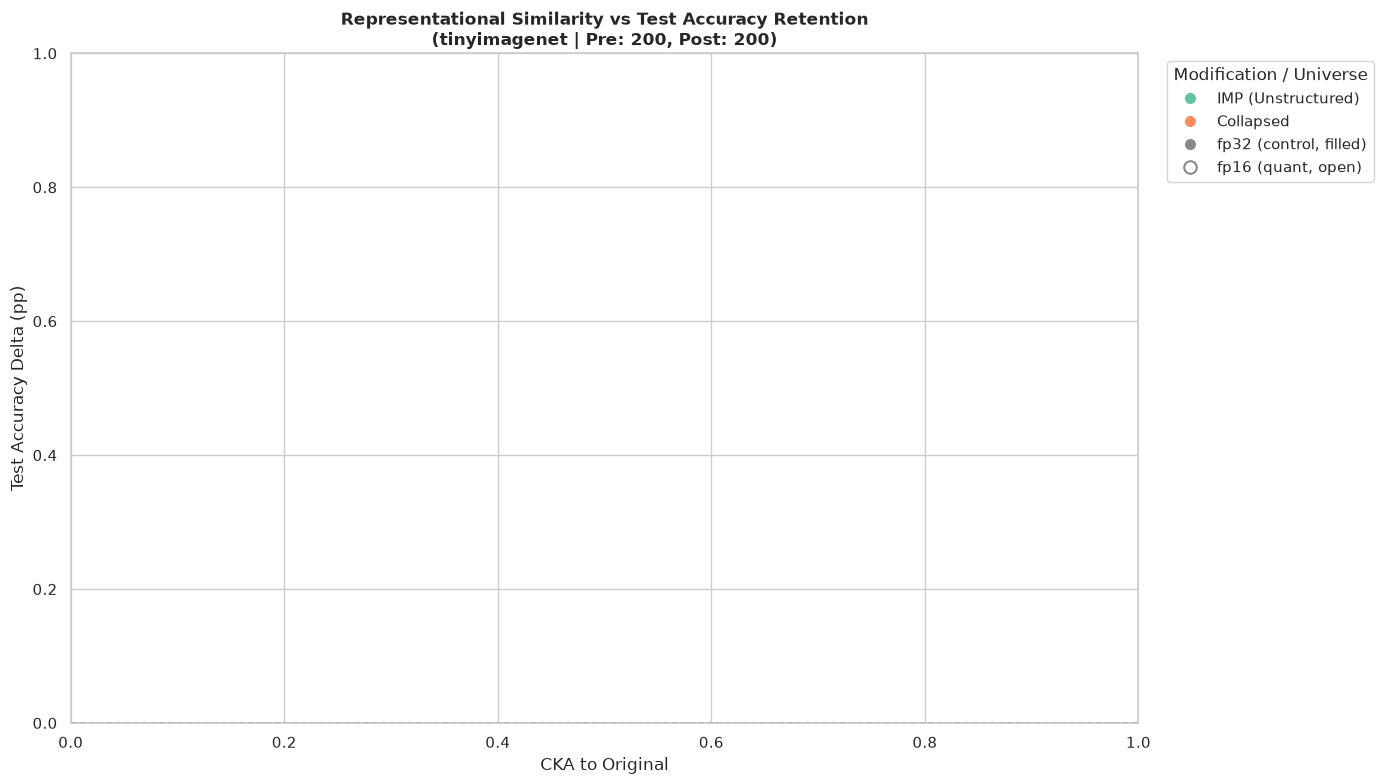 Representational Similarity vs Test Accuracy Retention
(tinyimagenet | Pre: 200, Post: 200)
Test Accuracy Delta (pp)
1.0
0.8
0.6
0.4
0.2
0.0
0.0 0.2 0.4 0.6 0.8 1.0
CKA to Original
Modification / Universe
IMP (Unstructured)
Collapsed
fp32 (control, filled)
fp16 (quant, open)